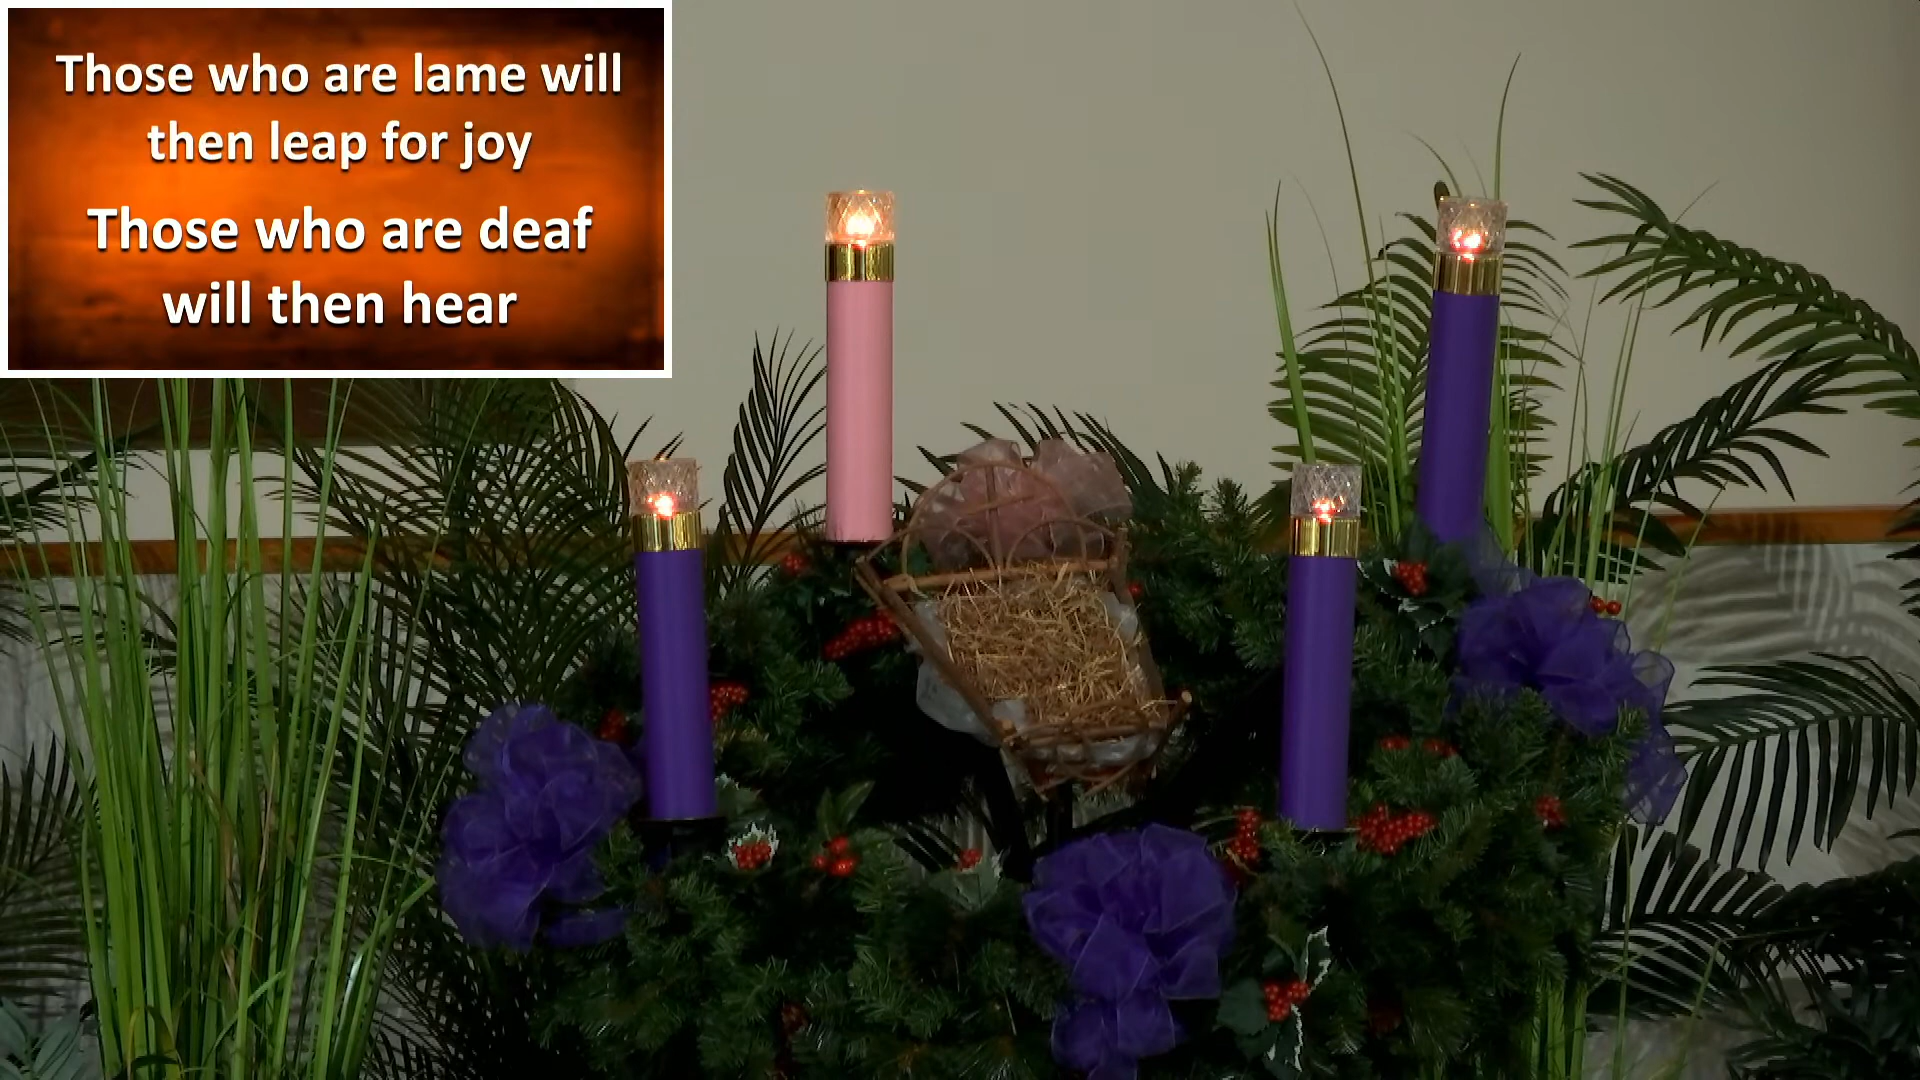 Those who are lame will
then leap for joy
Those who are deaf
will then hear